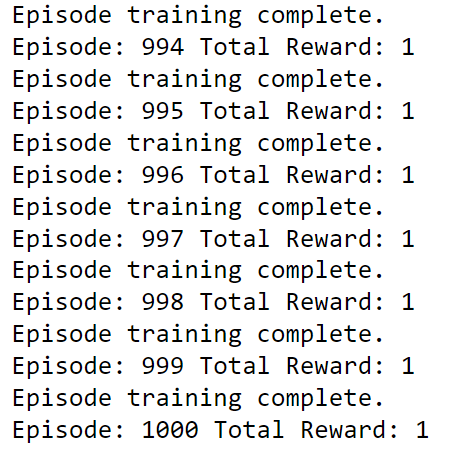 Episode training complete.
Episode: 994 Total Reward: 1
Episode training complete.
Episode: 995 Total Reward: 1
Episode training complete.
Episode: 996 Total Reward: 1
Episode training complete.
Episode: 997 Total Reward: 1
Episode training complete.
Episode: 998 Total Reward: 1
Episode training complete.
Episode: 999 Total Reward: 1
Episode training complete.
Episode: 1000 Total Reward: 1